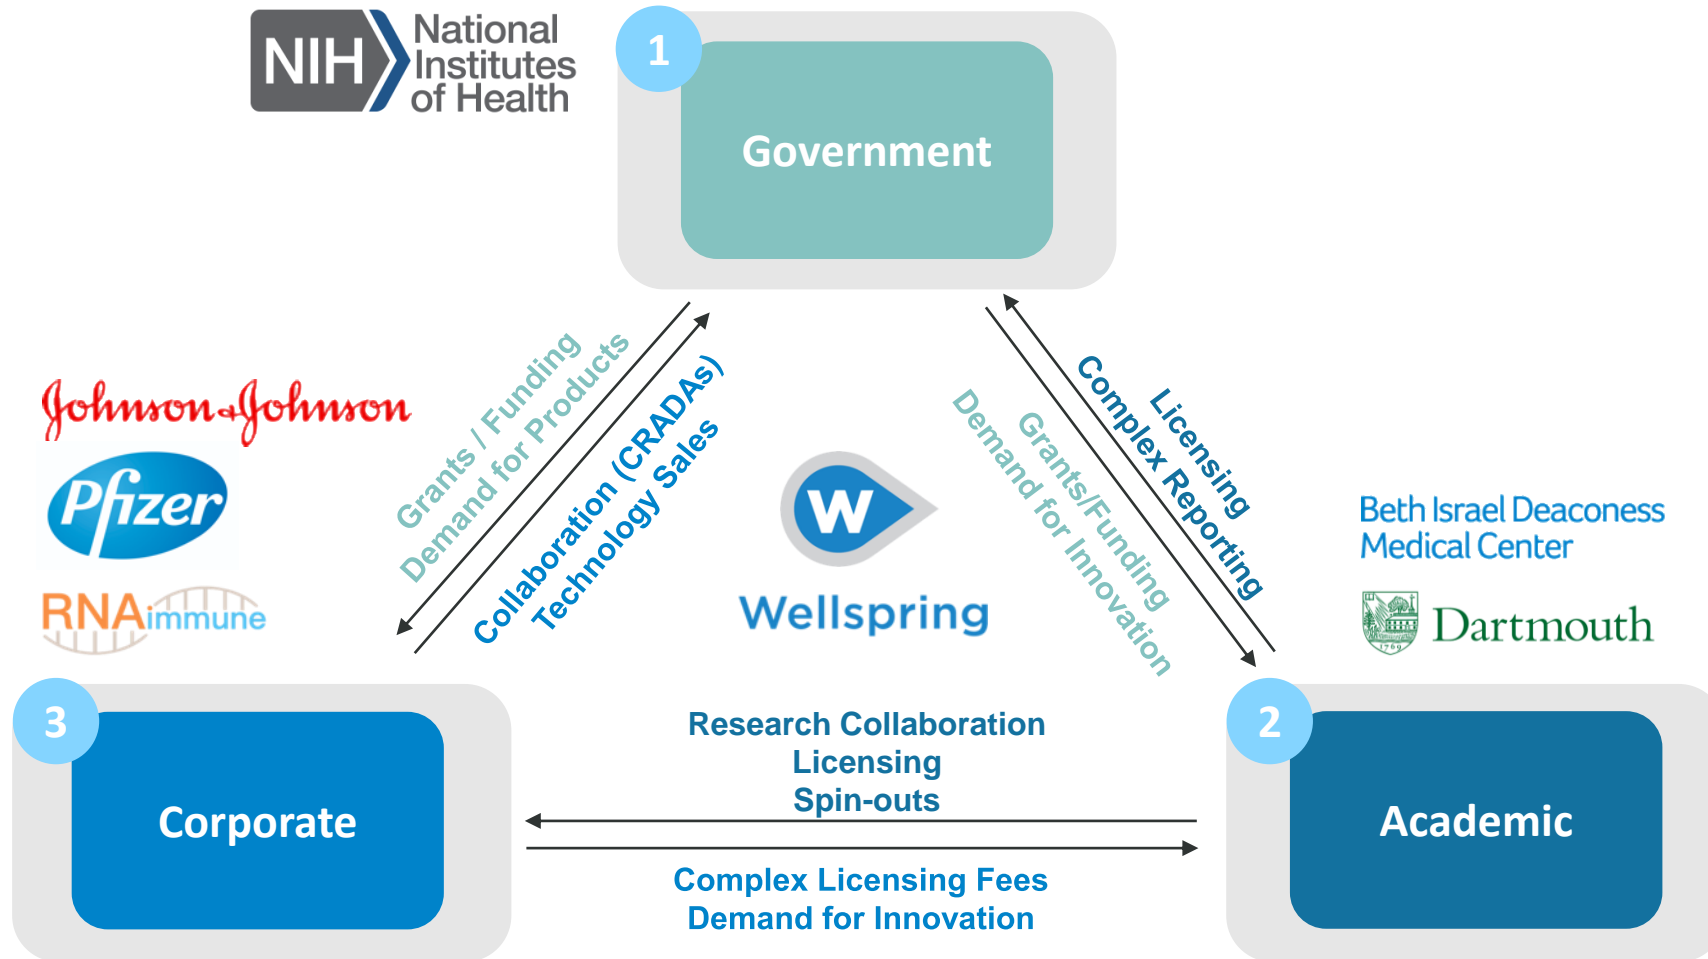 NIH
National
Institutes
of Health
1
Government
Johnson & Johnson
Pfizer
RNAimmune
Grants / Funding
Demand for Products
Collaboration (CRADAs)
Technology Sales
W
Wellspring
Licensing
Complex Reporting
Grants/Funding
Demand for Innovation
Beth Israel Deaconess
Medical Center
1769
Dartmouth
3
Corporate
Research Collaboration
Licensing
Spin-outs
Complex Licensing Fees
Demand for Innovation
2
Academic